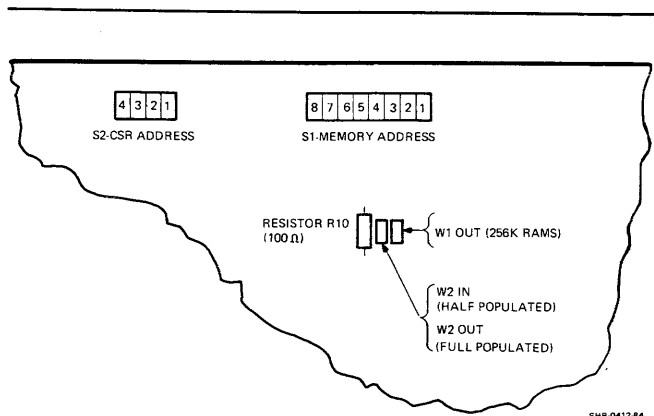 4 3 2 1
S2-CSR ADDRESS
8 7 6 5 4 3 2 1
S1-MEMORY ADDRESS
RESISTOR R10
(100 Ω)
W1 OUT (256K RAMS)
W2 IN
(HALF POPULATED)
W2 OUT
(FULL POPULATED)
SHR-0412-84